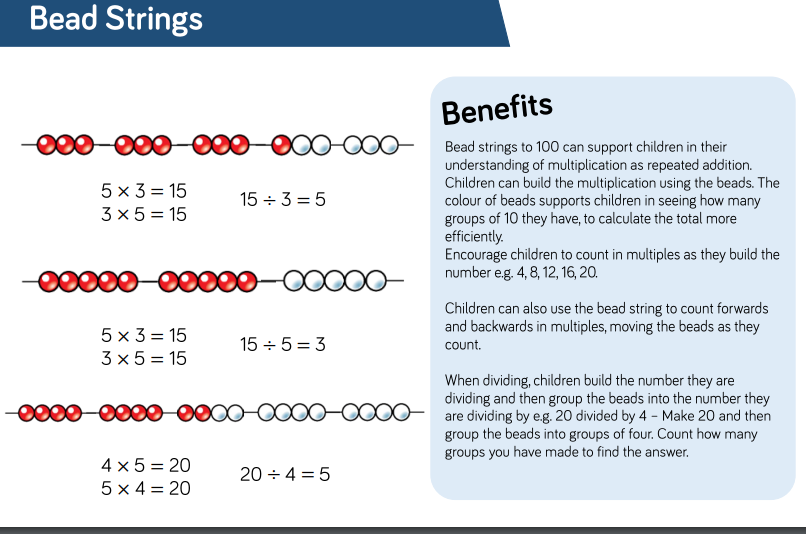 Bead Strings
5 × 3 = 15
3 × 5 = 15
15 ÷ 3 = 5
5 × 3 = 15
3 × 5 = 15
15 ÷ 5 = 3
4 × 5 = 20
5 × 4 = 20
20 ÷ 4 = 5
Benefits
Bead strings to 100 can support children in their
understanding of multiplication as repeated addition.
Children can build the multiplication using the beads. The
colour of beads supports children in seeing how many
groups of 10 they have, to calculate the total more
efficiently.
Encourage children to count in multiples as they build the
number e.g. 4, 8, 12, 16, 20.
Children can also use the bead string to count forwards
and backwards in multiples, moving the beads as they
count.
When dividing, children build the number they are
dividing and then group the beads into the number they
are dividing by e.g. 20 divided by 4 – Make 20 and then
group the beads into groups of four. Count how many
groups you have made to find the answer.